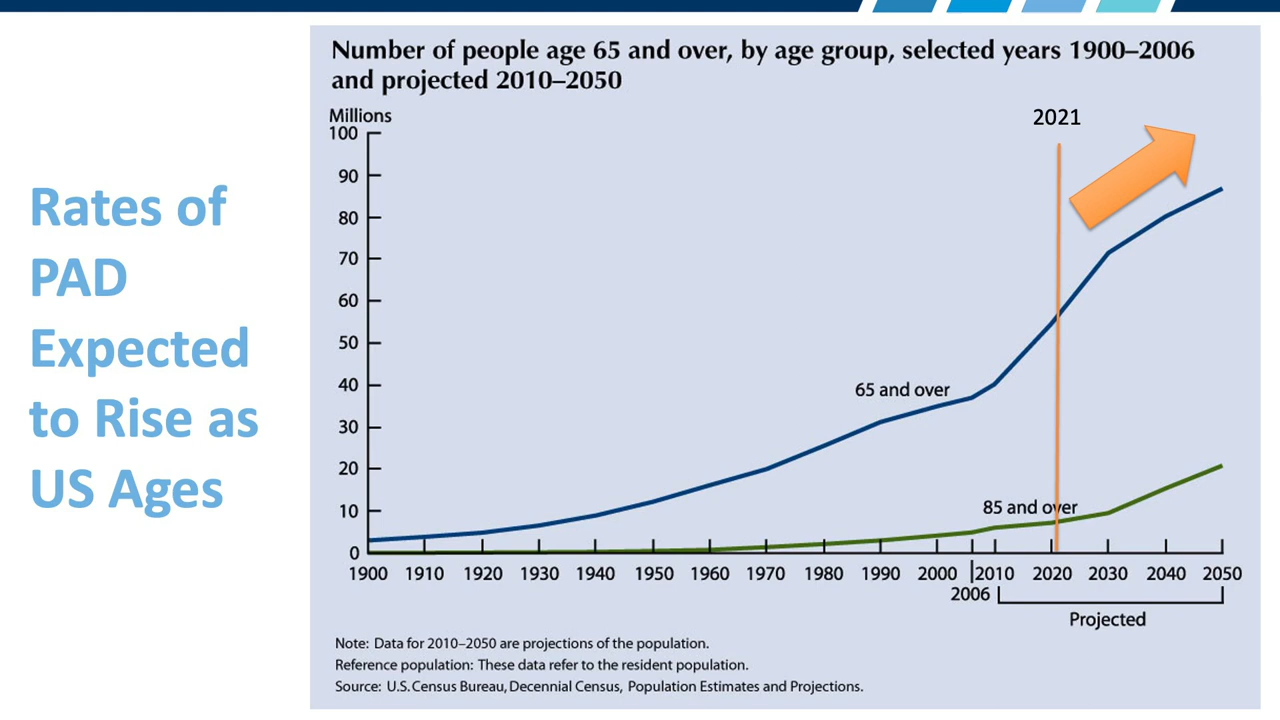 Rates of
PAD
Expected
to Rise as
US Ages
Number of people age 65 and over, by age group, selected years 1900–2006
and projected 2010–2050
Millions
2021
100
90
80
70
60
50
40
30
20
10
0
65 and over
85 and over
1900 1910 1920 1930 1940 1950 1960 1970 1980 1990 2000 2010 2020 2030 2040 2050
2006
Projected
Note: Data for 2010–2050 are projections of the population.
Reference population: These data refer to the resident population.
Source: U.S. Census Bureau, Decennial Census, Population Estimates and Projections.